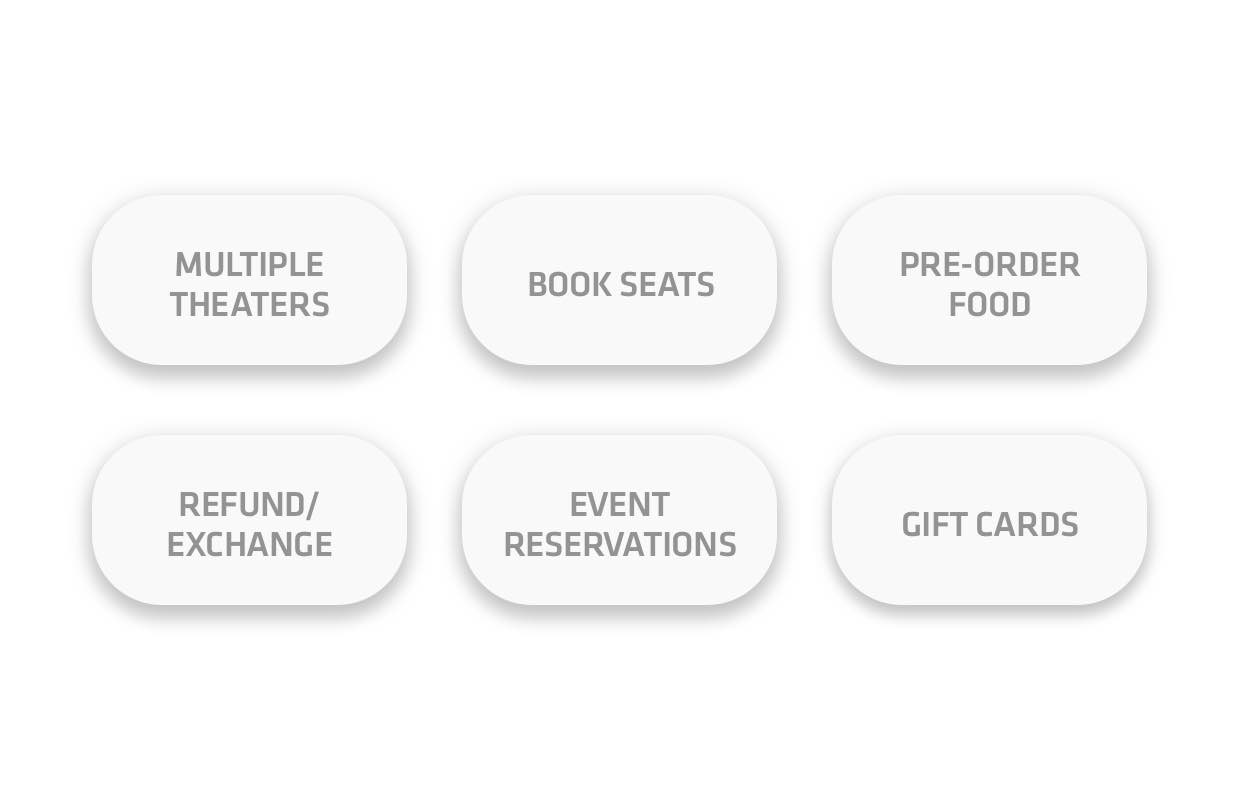 MULTIPLE
THEATERS
BOOK SEATS
PRE-ORDER
FOOD
REFUND/
EXCHANGE
EVENT
RESERVATIONS
GIFT CARDS